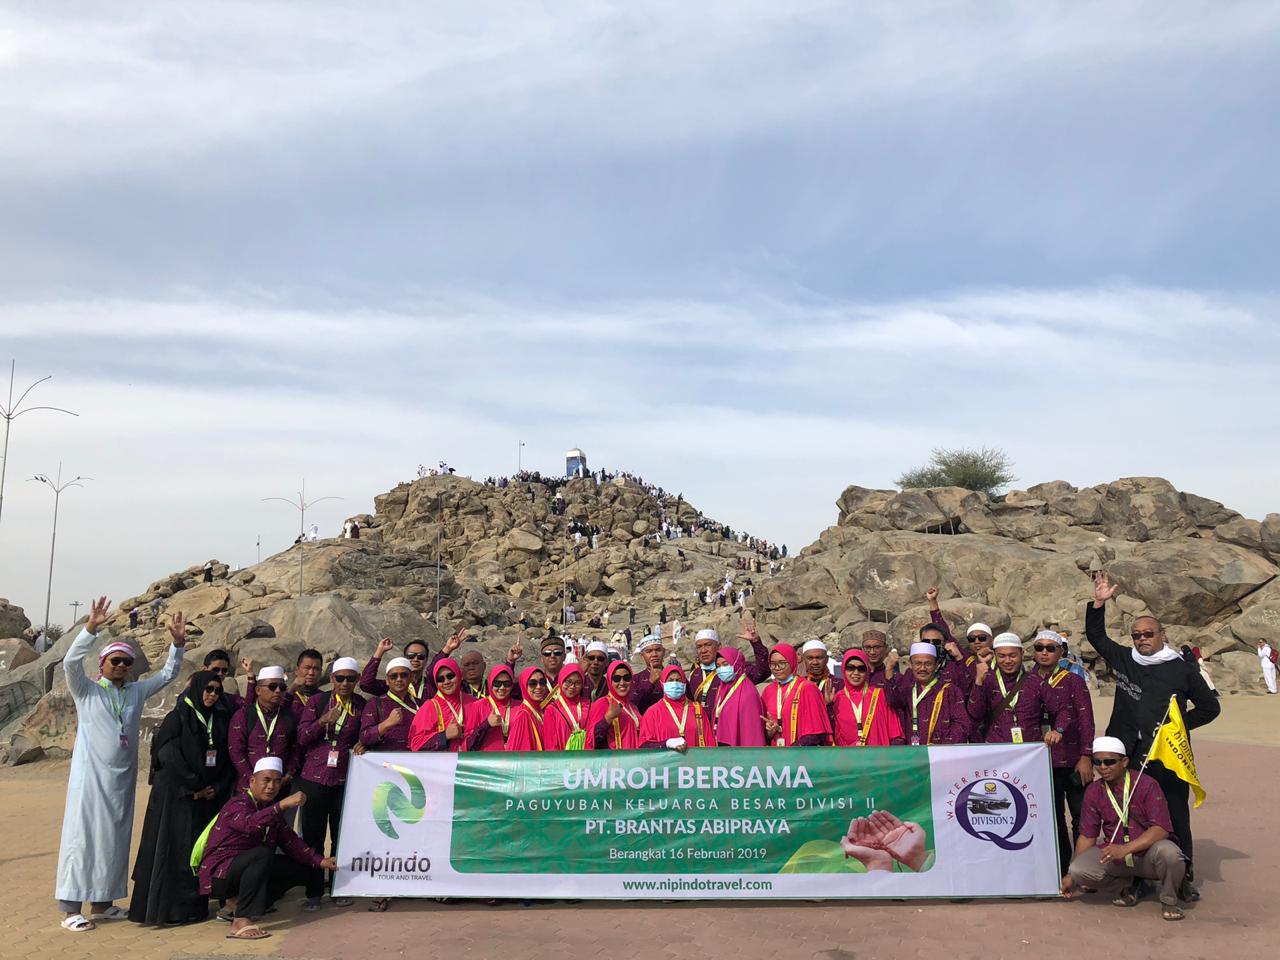 UMROH BERSAMA
PAGUYUBAN KELUARGA BESAR DIVISI II
PT. BRANTAS ABIPRAYA
Berangkat 16 Februari 2019
www.nipindotravel.com
nipindo
TOUR AND TRAVEL
WATER RESOURCES
DIVISION 2